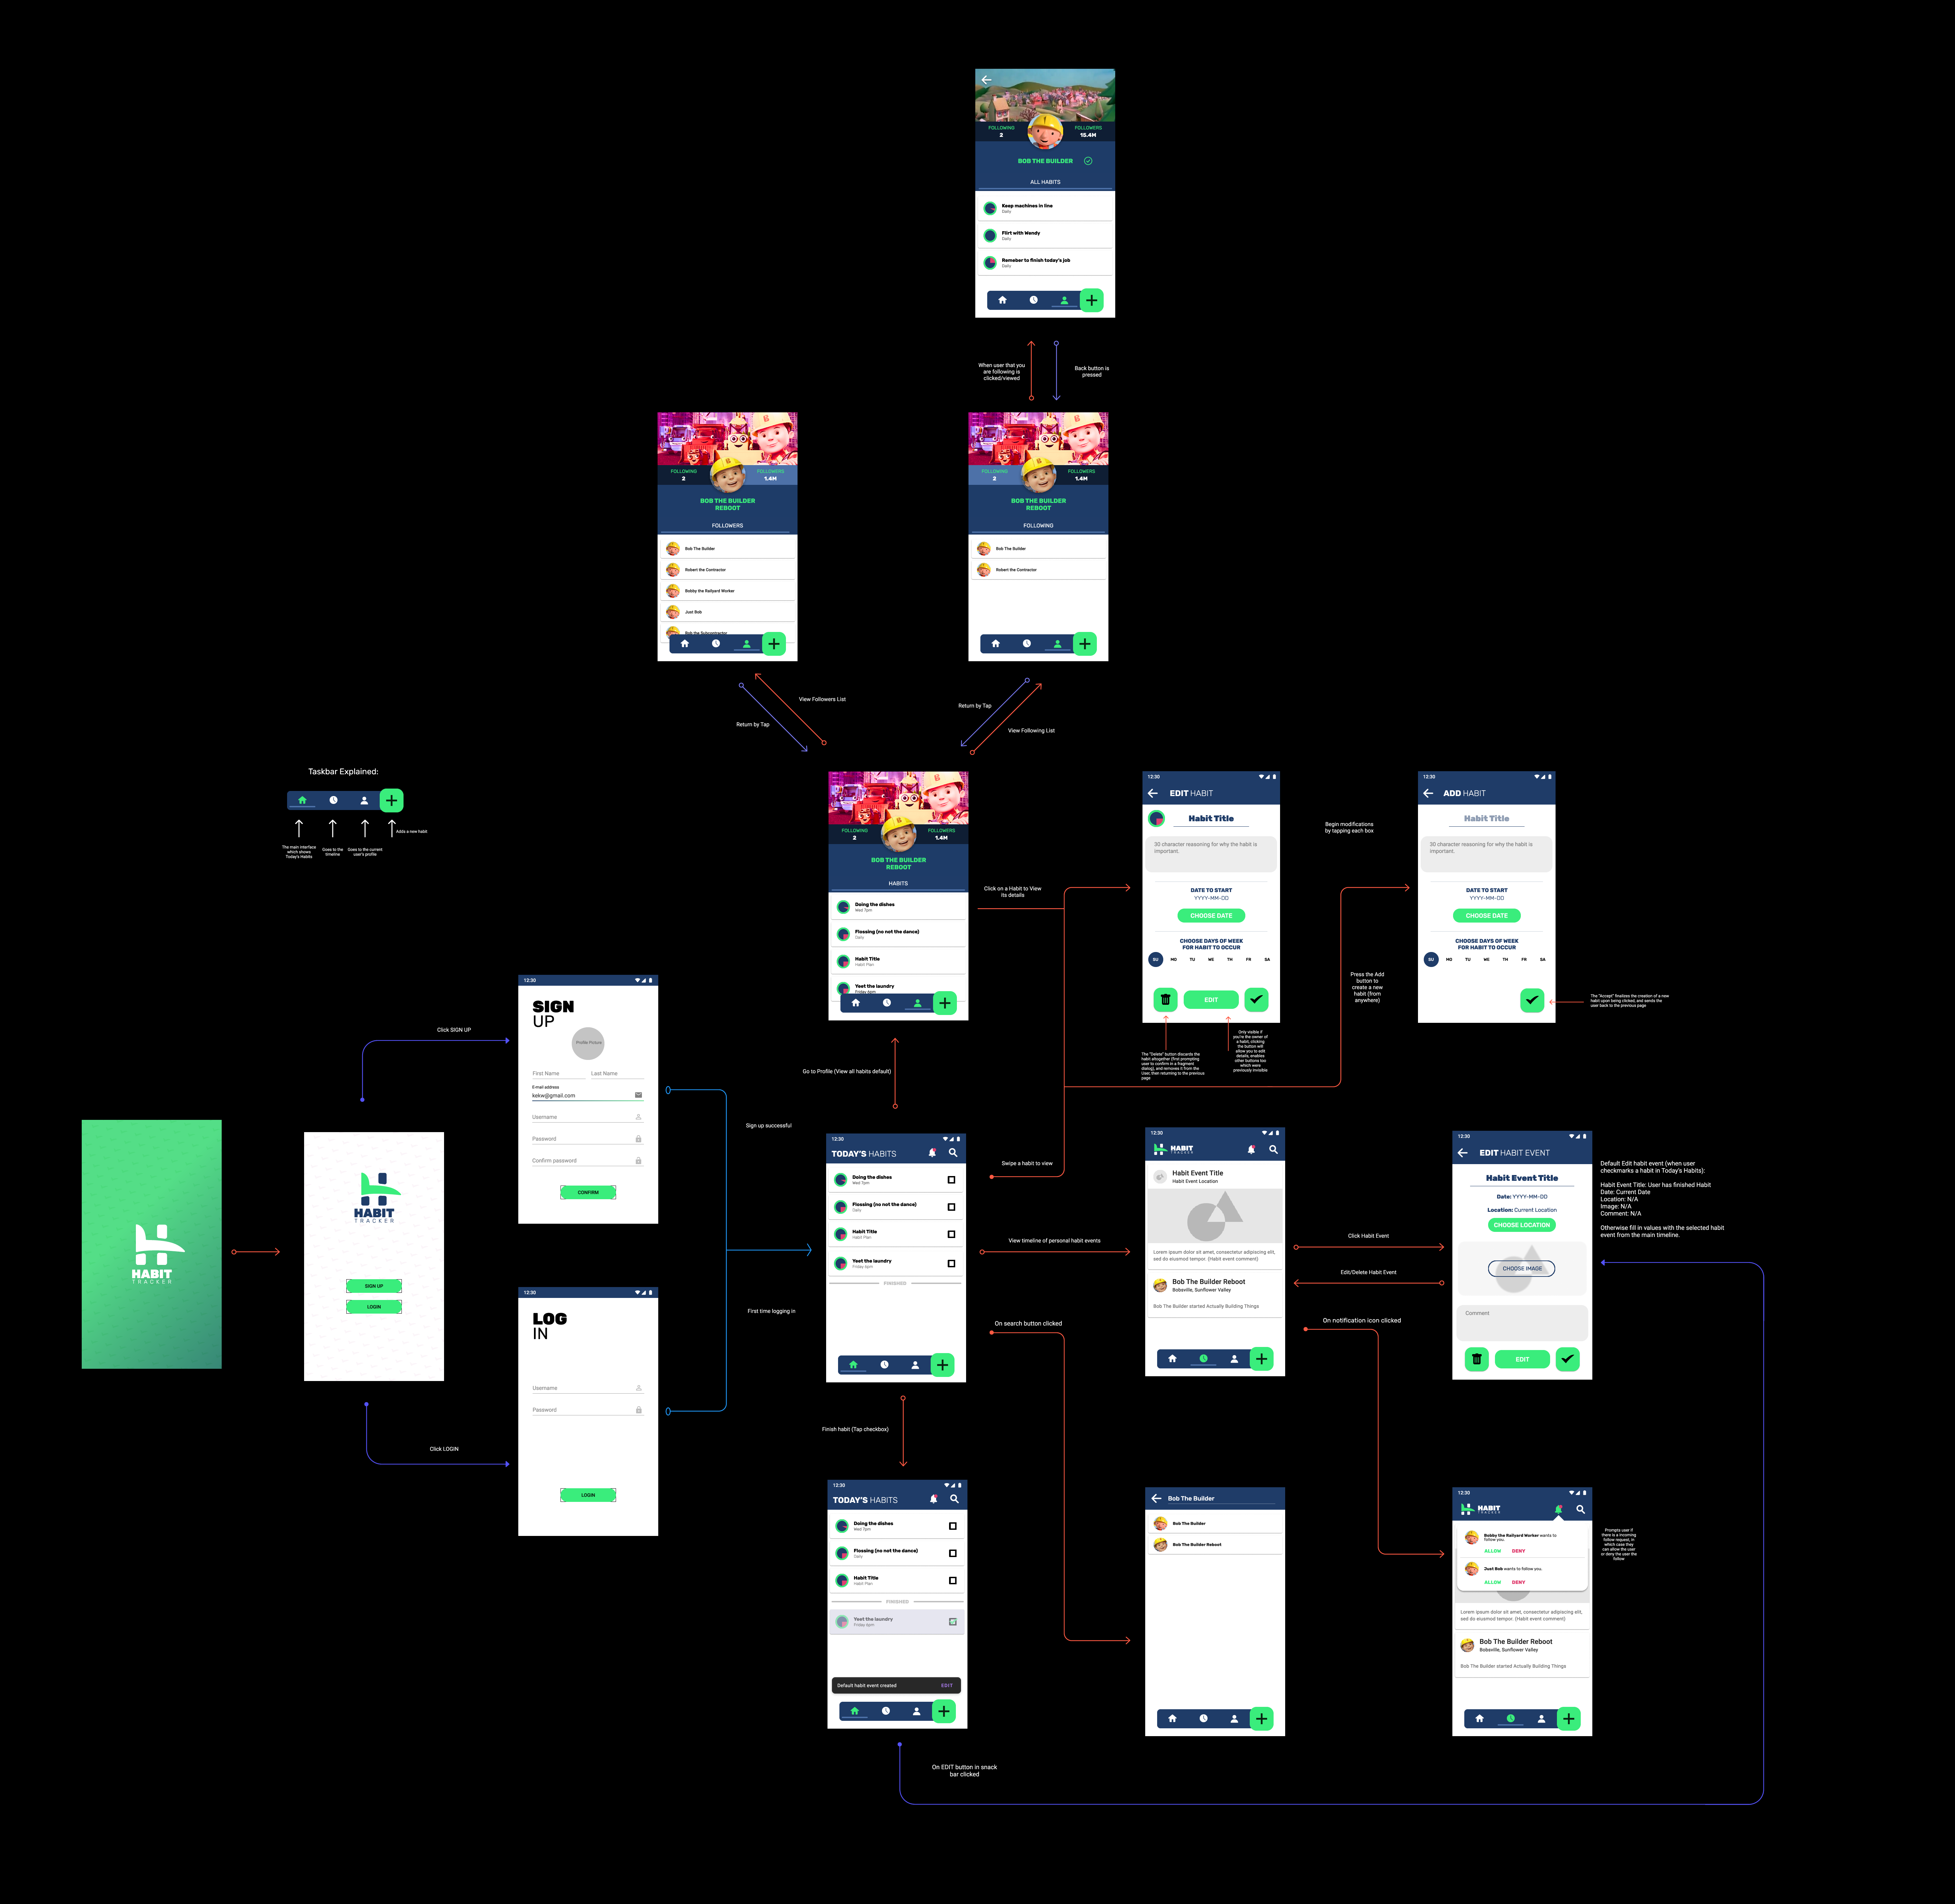 FOLLOWING
2
FOLLOWERS
15.4M
BOB THE BUILDER
ALL HABITS
Keep machines in line
Daily
Flirt with Wendy
Daily
Remeber to finish today's job
Daily
When user that you
are following is
clicked/viewed
Back button is
pressed
FOLLOWING
2
FOLLOWERS
1.4M
BOB THE BUILDER
REBOOT
FOLLOWERS
Bob The Builder
Robert the Contractor
Bobby the Railyard Worker
Just Bob
Bob the Subcontractor
FOLLOWING
2
FOLLOWERS
1.4M
BOB THE BUILDER
REBOOT
FOLLOWING
Bob The Builder
Robert the Contractor
View Followers List
Return by Tap
Return by Tap
View Following List
Taskbar Explained:
Adds a new habit
The main interface
which shows
Today's Habits
Goes to the
timeline
Goes to the current
user's profile
FOLLOWING
2
FOLLOWERS
1.4M
BOB THE BUILDER
REBOOT
HABITS
Doing the dishes
Wed 7pm
Flossing (no not the dance)
Daily
Habit Title
Habit Plan
Yeet the laundry
Friday 6pm
Click on a Habit to View
its details
12:30
EDIT HABIT
Habit Title
30 character reasoning for why the habit is
important.
DATE TO START
YYYY-MM-DD
CHOOSE DATE
CHOOSE DAYS OF WEEK
FOR HABIT TO OCCUR
SU MO TU WE TH FR SA
EDIT
The "Delete" button discards the
habit altogether (first prompting
user to confirm in a fragment
dialog), and removes it from the
User, then returning to the previous
page
Only visible if
you're the owner of
a habit, clicking
the button will
allow you to edit
details, enables
other buttons too
which were
previously invisible
Begin modifications
by tapping each box
Press the Add
button to
create a new
habit (from
anywhere)
12:30
ADD HABIT
Habit Title
30 character reasoning for why the habit is
important.
DATE TO START
YYYY-MM-DD
CHOOSE DATE
CHOOSE DAYS OF WEEK
FOR HABIT TO OCCUR
SU MO TU WE TH FR SA
The "Accept" finalizes the creation of a new
habit upon being clicked, and sends the
user back to the previous page
HABIT
TRACKER
HABIT
TRACKER
SIGN UP
LOGIN
Click SIGN UP
Click LOGIN
12:30
SIGN
UP
Profile Picture
First Name
Last Name
E-mail address
kekw@gmail.com
Username
Password
Confirm password
CONFIRM
12:30
LOG
IN
Username
Password
LOGIN
Sign up successful
First time logging in
Go to Profile (View all habits default)
12:30
TODAY'S HABITS
Doing the dishes
Wed 7pm
Flossing (no not the dance)
Daily
Habit Title
Habit Plan
Yeet the laundry
Friday 6pm
FINISHED
Swipe a habit to view
View timeline of personal habit events
On search button clicked
Finish habit (Tap checkbox)
12:30
HABIT
TRACKER
Habit Event Title
Habit Event Location
Lorem ipsum dolor sit amet, consectetur adipiscing elit,
sed do eiusmod tempor. (Habit event comment)
Bob The Builder Reboot
Bobsville, Sunflower Valley
Bob The Builder started Actually Building Things
Click Habit Event
Edit/Delete Habit Event
On notification icon clicked
12:30
EDIT HABIT EVENT
Habit Event Title
Date: YYYY-MM-DD
Location: Current Location
CHOOSE LOCATION
CHOOSE IMAGE
Comment
EDIT
Default Edit habit event (when user
checkmarks a habit in Today's Habits):
Habit Event Title: User has finished Habit
Date: Current Date
Location: N/A
Image: N/A
Comment: N/A
Otherwise fill in values with the selected habit
event from the main timeline.
12:30
TODAY'S HABITS
Doing the dishes
Wed 7pm
Flossing (no not the dance)
Daily
Habit Title
Habit Plan
FINISHED
Yeet the laundry
Friday 6pm
Default habit event created
EDIT
On EDIT button in snack
bar clicked
Bob The Builder
Bob The Builder
Bob The Builder Reboot
12:30
HABIT
TRACKER
Bobby the Railyard Worker wants to
follow you.
ALLOW DENY
Just Bob wants to follow you.
ALLOW DENY
Lorem ipsum dolor sit amet, consectetur adipiscing elit,
sed do eiusmod tempor. (Habit event comment)
Bob The Builder Reboot
Bobsville, Sunflower Valley
Bob The Builder started Actually Building Things
Prompts user if
there is a incoming
follow request, in
which case they
can allow the user
or deny the user the
follow